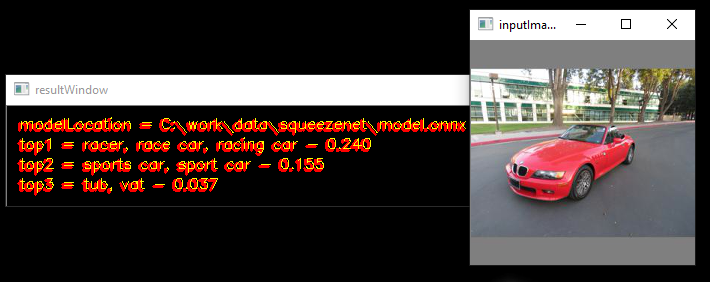 resultWindow
modelLocation = C:\work\data\squeezenet\model.onnx
top1 = racer, race car, racing car - 0.240
top2 = sports car, sport car - 0.155
top3 = tub, vat - 0.037
inputIma...